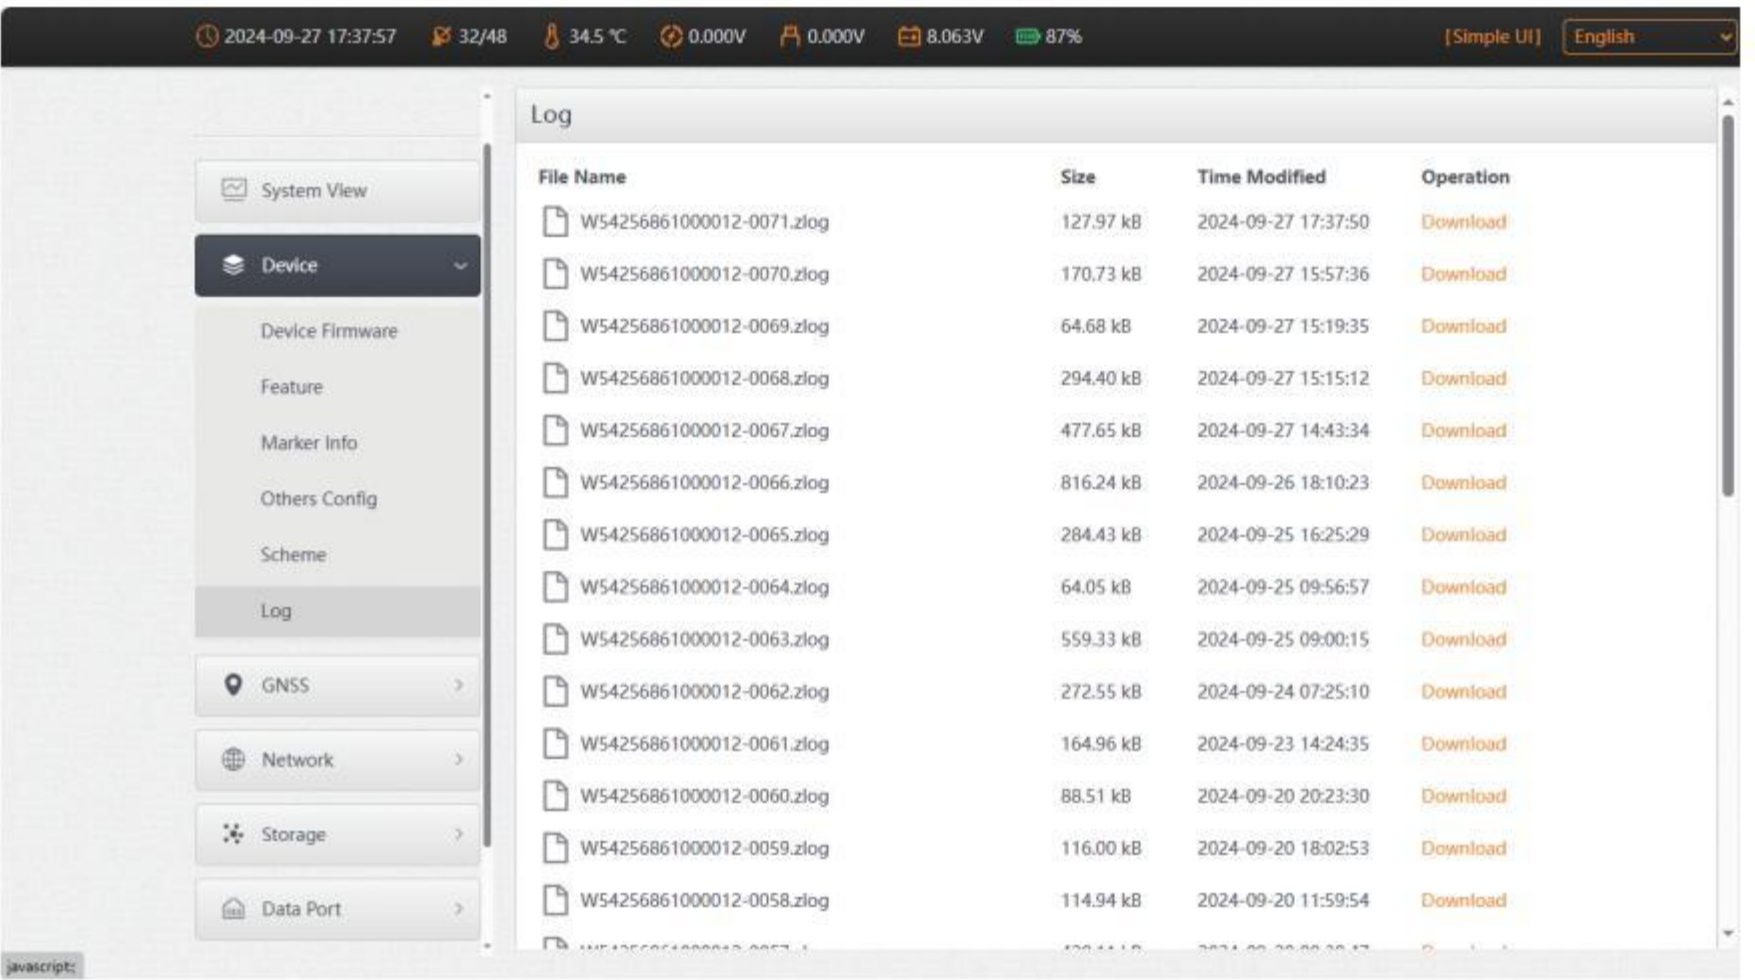 2024-09-27 17:37:57 32/48 34.5 ℃ 0.000V 0.000V 8.063V 87% [Simple UI] English
System View
Device
Device Firmware
Feature
Marker Info
Others Config
Scheme
Log
GNSS
Network
Storage
Data Port
Log
File Name Size Time Modified Operation
W54256861000012-0071.zlog 127.97 kB 2024-09-27 17:37:50 Download
W54256861000012-0070.zlog 170.73 kB 2024-09-27 15:57:36 Download
W54256861000012-0069.zlog 64.68 kB 2024-09-27 15:19:35 Download
W54256861000012-0068.zlog 294.40 kB 2024-09-27 15:15:12 Download
W54256861000012-0067.zlog 477.65 kB 2024-09-27 14:43:34 Download
W54256861000012-0066.zlog 816.24 kB 2024-09-26 18:10:23 Download
W54256861000012-0065.zlog 284.43 kB 2024-09-25 16:25:29 Download
W54256861000012-0064.zlog 64.05 kB 2024-09-25 09:56:57 Download
W54256861000012-0063.zlog 559.33 kB 2024-09-25 09:00:15 Download
W54256861000012-0062.zlog 272.55 kB 2024-09-24 07:25:10 Download
W54256861000012-0061.zlog 164.96 kB 2024-09-23 14:24:35 Download
W54256861000012-0060.zlog 88.51 kB 2024-09-20 20:23:30 Download
W54256861000012-0059.zlog 116.00 kB 2024-09-20 18:02:53 Download
W54256861000012-0058.zlog 114.94 kB 2024-09-20 11:59:54 Download
javascript:;